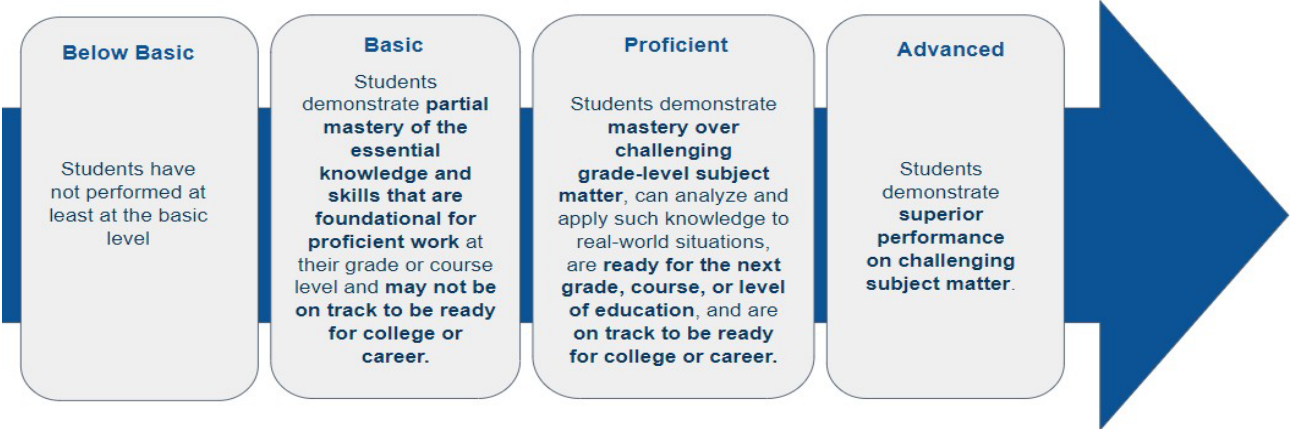 Below Basic
Students have
not performed at
least at the basic
level
Basic
Students
demonstrate partial
mastery of the
essential
knowledge and
skills that are
foundational for
proficient work at
their grade or course
level and may not be
on track to be ready
for college or
career.
Proficient
Students demonstrate
mastery over
challenging
grade-level subject
matter, can analyze and
apply such knowledge to
real-world situations,
are ready for the next
grade, course, or level
of education, and are
on track to be ready
for college or career.
Advanced
Students
demonstrate
superior
performance
on challenging
subject matter.